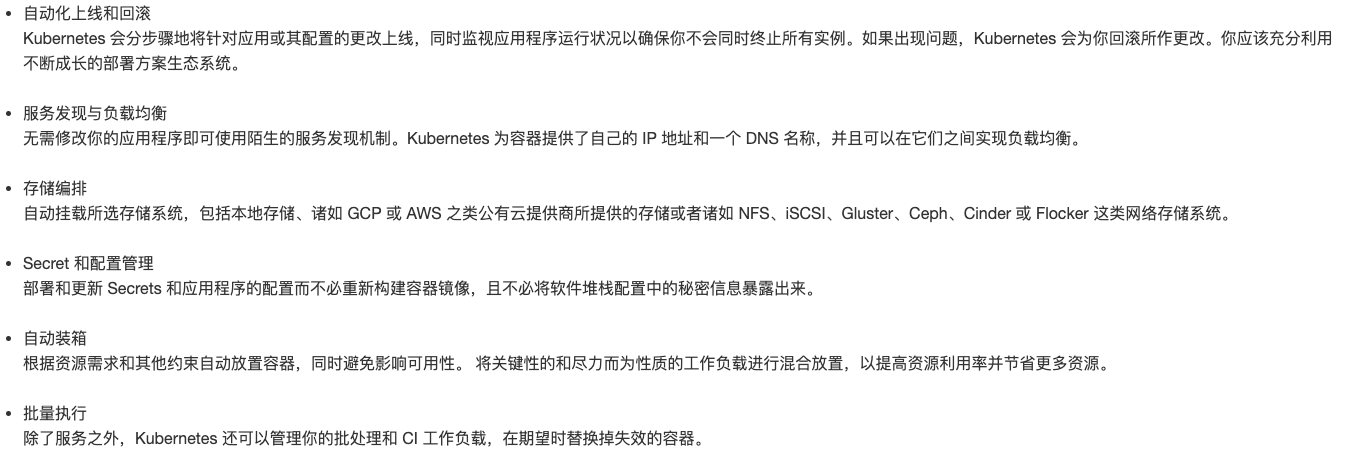 • 自动化上线和回滚
Kubernetes 会分步骤地将针对应用或其配置的更改上线，同时监视应用程序运行状况以确保你不会同时终止所有实例。如果出现问题，Kubernetes 会为你回滚所作更改。你应该充分利用
不断成长的部署方案生态系统。
• 服务发现与负载均衡
无需修改你的应用程序即可使用陌生的服务发现机制。Kubernetes 为容器提供了自己的 IP 地址和一个 DNS 名称，并且可以在它们之间实现负载均衡。
• 存储编排
自动挂载所选存储系统，包括本地存储、诸如 GCP 或 AWS 之类公有云提供商所提供的存储或者诸如 NFS、iSCSI、Gluster、Ceph、Cinder 或 Flocker 这类网络存储系统。
• Secret 和配置管理
部署和更新 Secrets 和应用程序的配置而不必重新构建容器镜像，且不必将软件堆栈配置中的秘密信息暴露出来。
• 自动装箱
根据资源需求和其他约束自动放置容器，同时避免影响可用性。 将关键性的和尽力而为性质的工作负载进行混合放置，以提高资源利用率并节省更多资源。
• 批量执行
除了服务之外，Kubernetes 还可以管理你的批处理和 CI 工作负载，在期望时替换掉失效的容器。